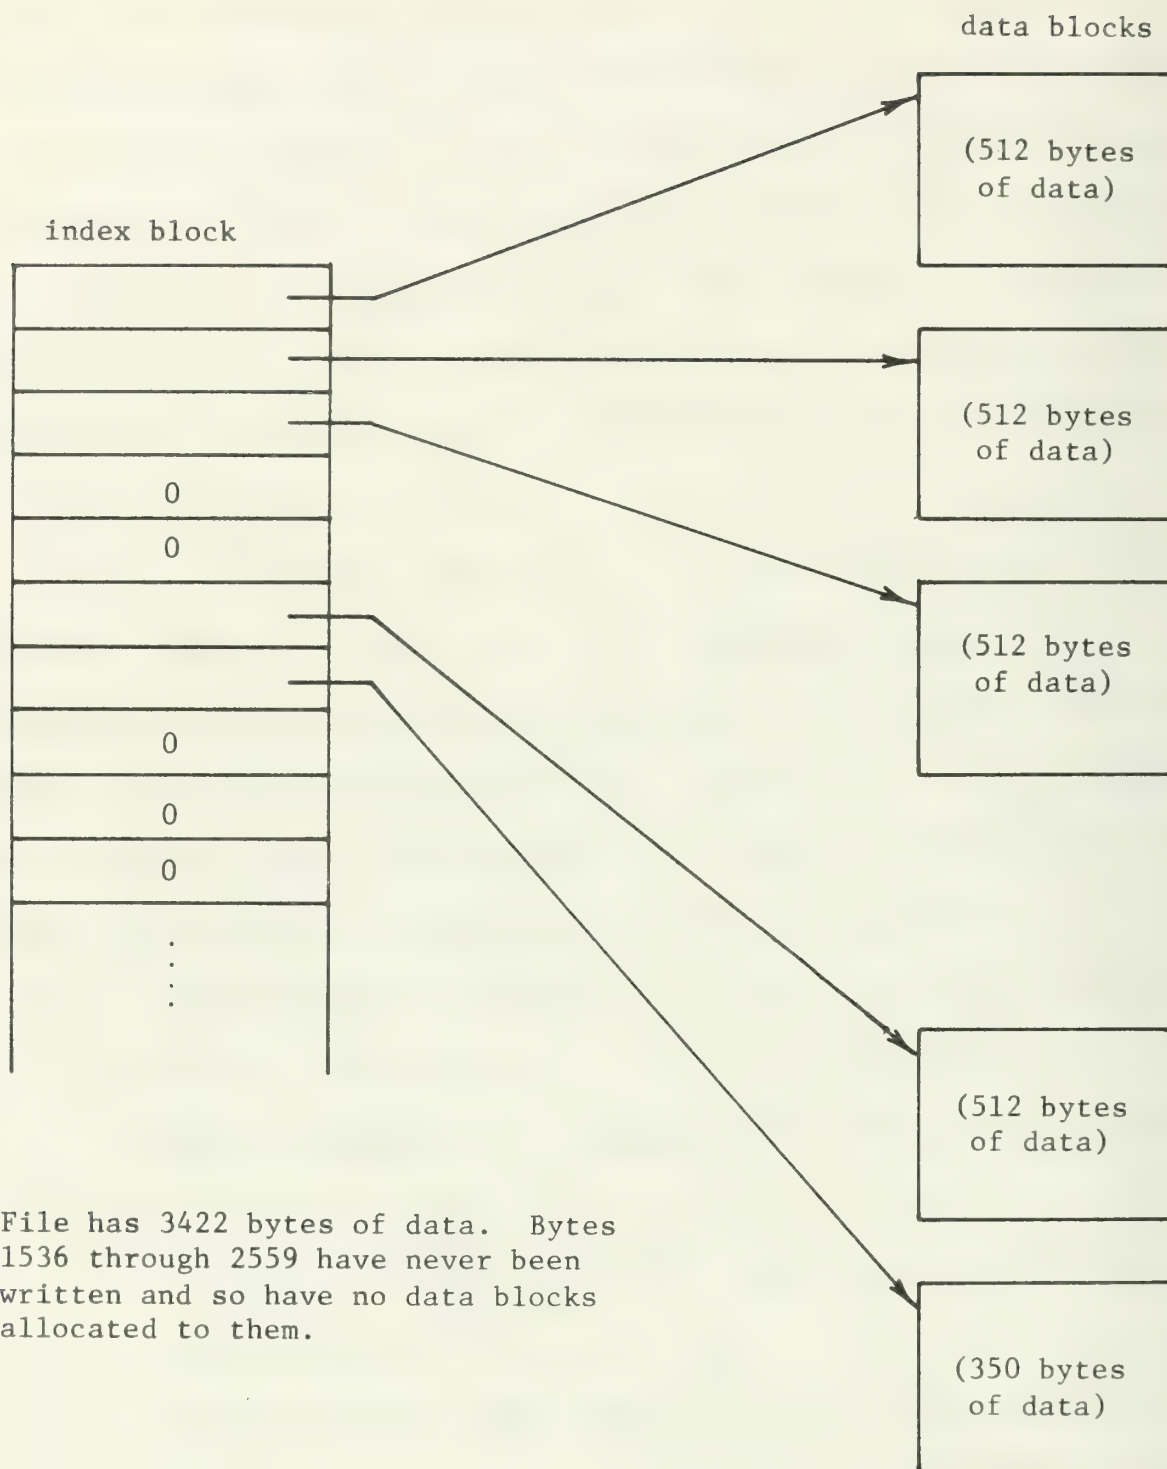 data blocks
(512 bytes
of data)
index block
(512 bytes
of data)
0
0
(512 bytes
of data)
0
0
0
(512 bytes
of data)
File has 3422 bytes of data. Bytes
1536 through 2559 have never been
written and so have no data blocks
allocated to them.
(350 bytes
of data)